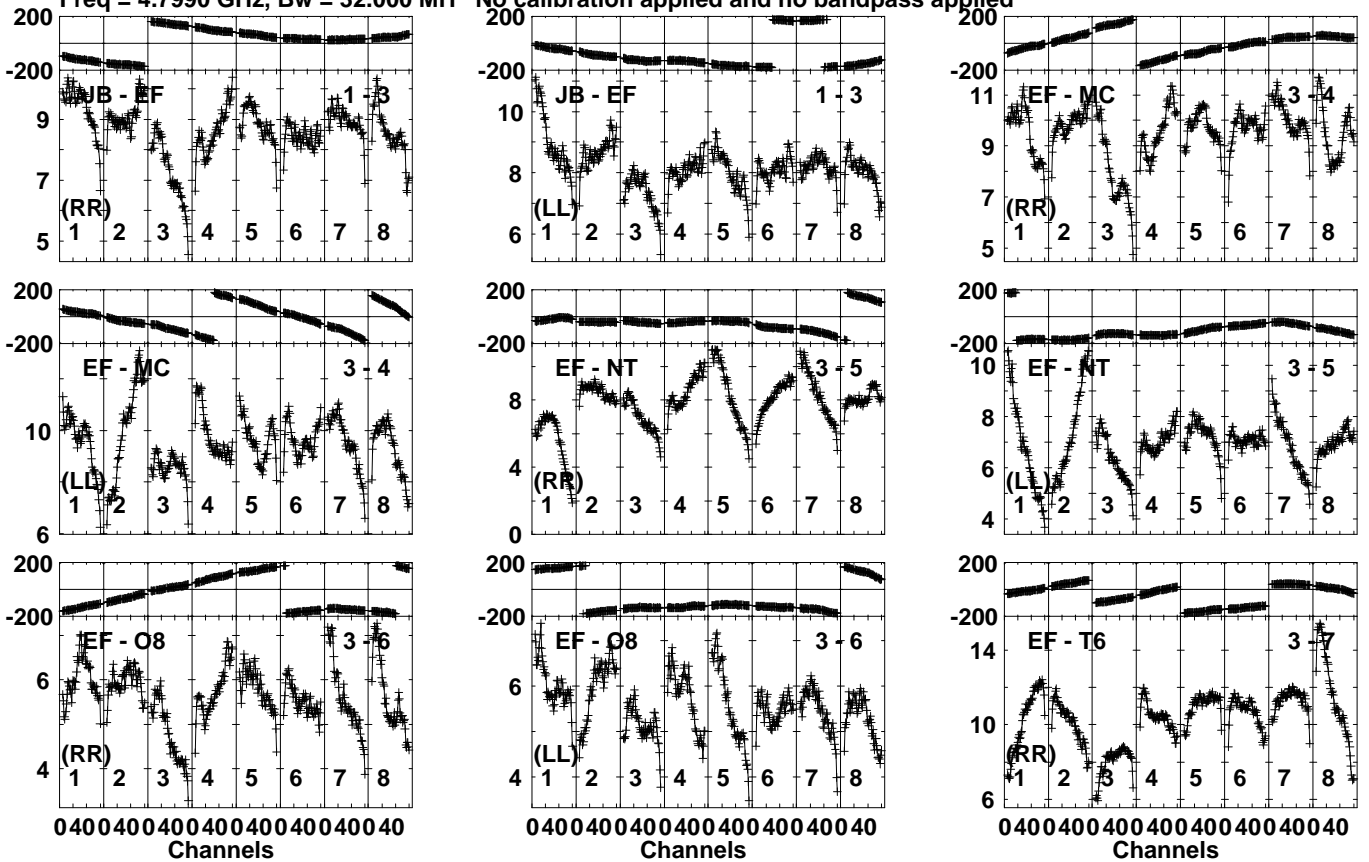 Freq = 4.7990 GHz, Bw = 32.000 MH No calibration applied and no bandpass applied
200 200 200
-200 -200 -200
JB - EF 1 - 3 JB - EF 1 - 3 EF - MC 3 - 4
9 10 11
7 8 9
5 6 7
5
(RR) (LL) (RR)
1 2 3 4 5 6 7 8 1 2 3 4 5 6 7 8 1 2 3 4 5 6 7 8
200 200 200
-200 -200 -200
EF - MC 3 - 4 EF - NT 3 - 5 EF - NT 3 - 5
10 8 10
6 4 8
0 6
4
(LL) (RR) (LL)
1 2 3 4 5 6 7 8 1 2 3 4 5 6 7 8 1 2 3 4 5 6 7 8
200 200 200
-200 -200 -200
EF - O8 3 - 6 EF - O8 3 - 6 EF - T6 3 - 7
6 6 14
4 4 10
6
(RR) (LL) (RR)
1 2 3 4 5 6 7 8 1 2 3 4 5 6 7 8 1 2 3 4 5 6 7 8
0 40 0 40 0 40 0 40 0 40 0 40 0 40 0 40 0 40 0 40 0 40 0 40 0 40 0 40 0 40 0 40 0 40 0 40 0 40 0 40 0 40 0 40 0 40 0 40
Channels Channels Channels